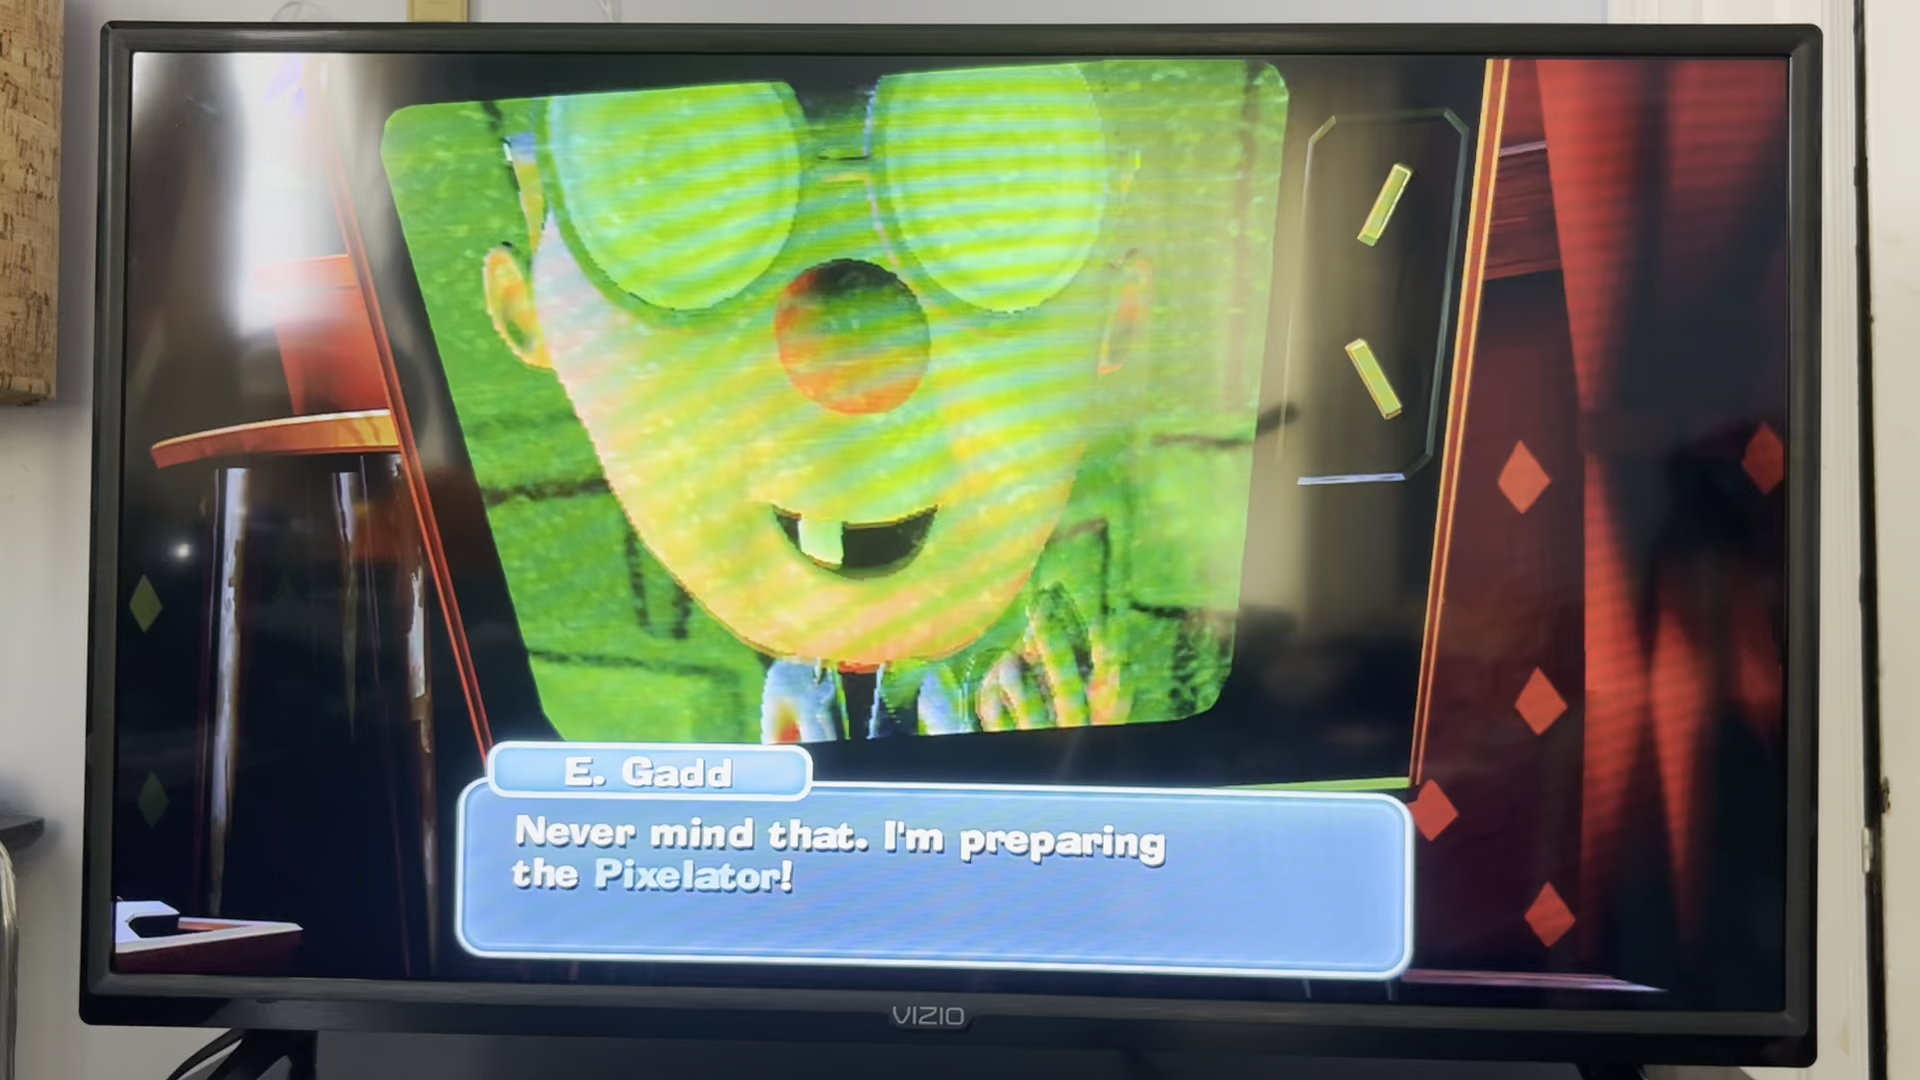 E. Gadd
Never mind that. I'm preparing
the Pixelator!
VIZIO